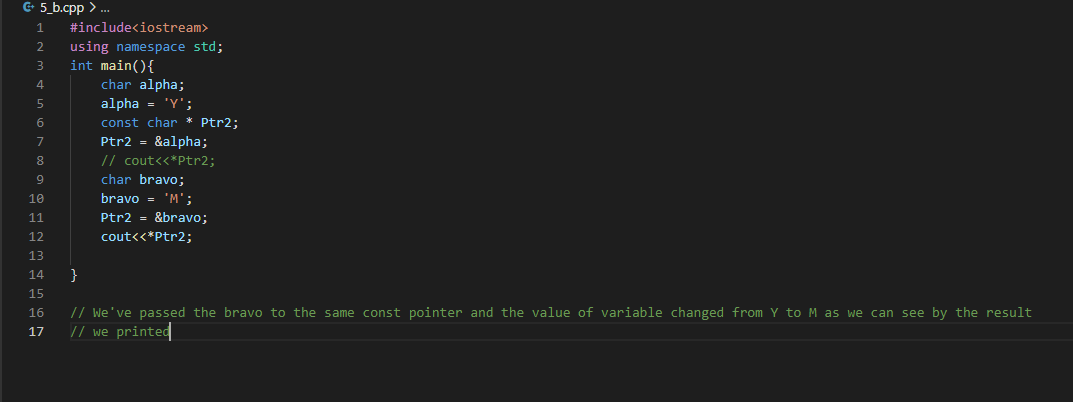 5_b.cpp > ...
1 #include<iostream>
2 using namespace std;
3 int main(){
4     char alpha;
5     alpha = 'Y';
6     const char * Ptr2;
7     Ptr2 = &alpha;
8     // cout<<*Ptr2;
9     char bravo;
10     bravo = 'M';
11     Ptr2 = &bravo;
12     cout<<*Ptr2;
13
14 }
15
16 // We've passed the bravo to the same const pointer and the value of variable changed from Y to M as we can see by the result
17 // we printed